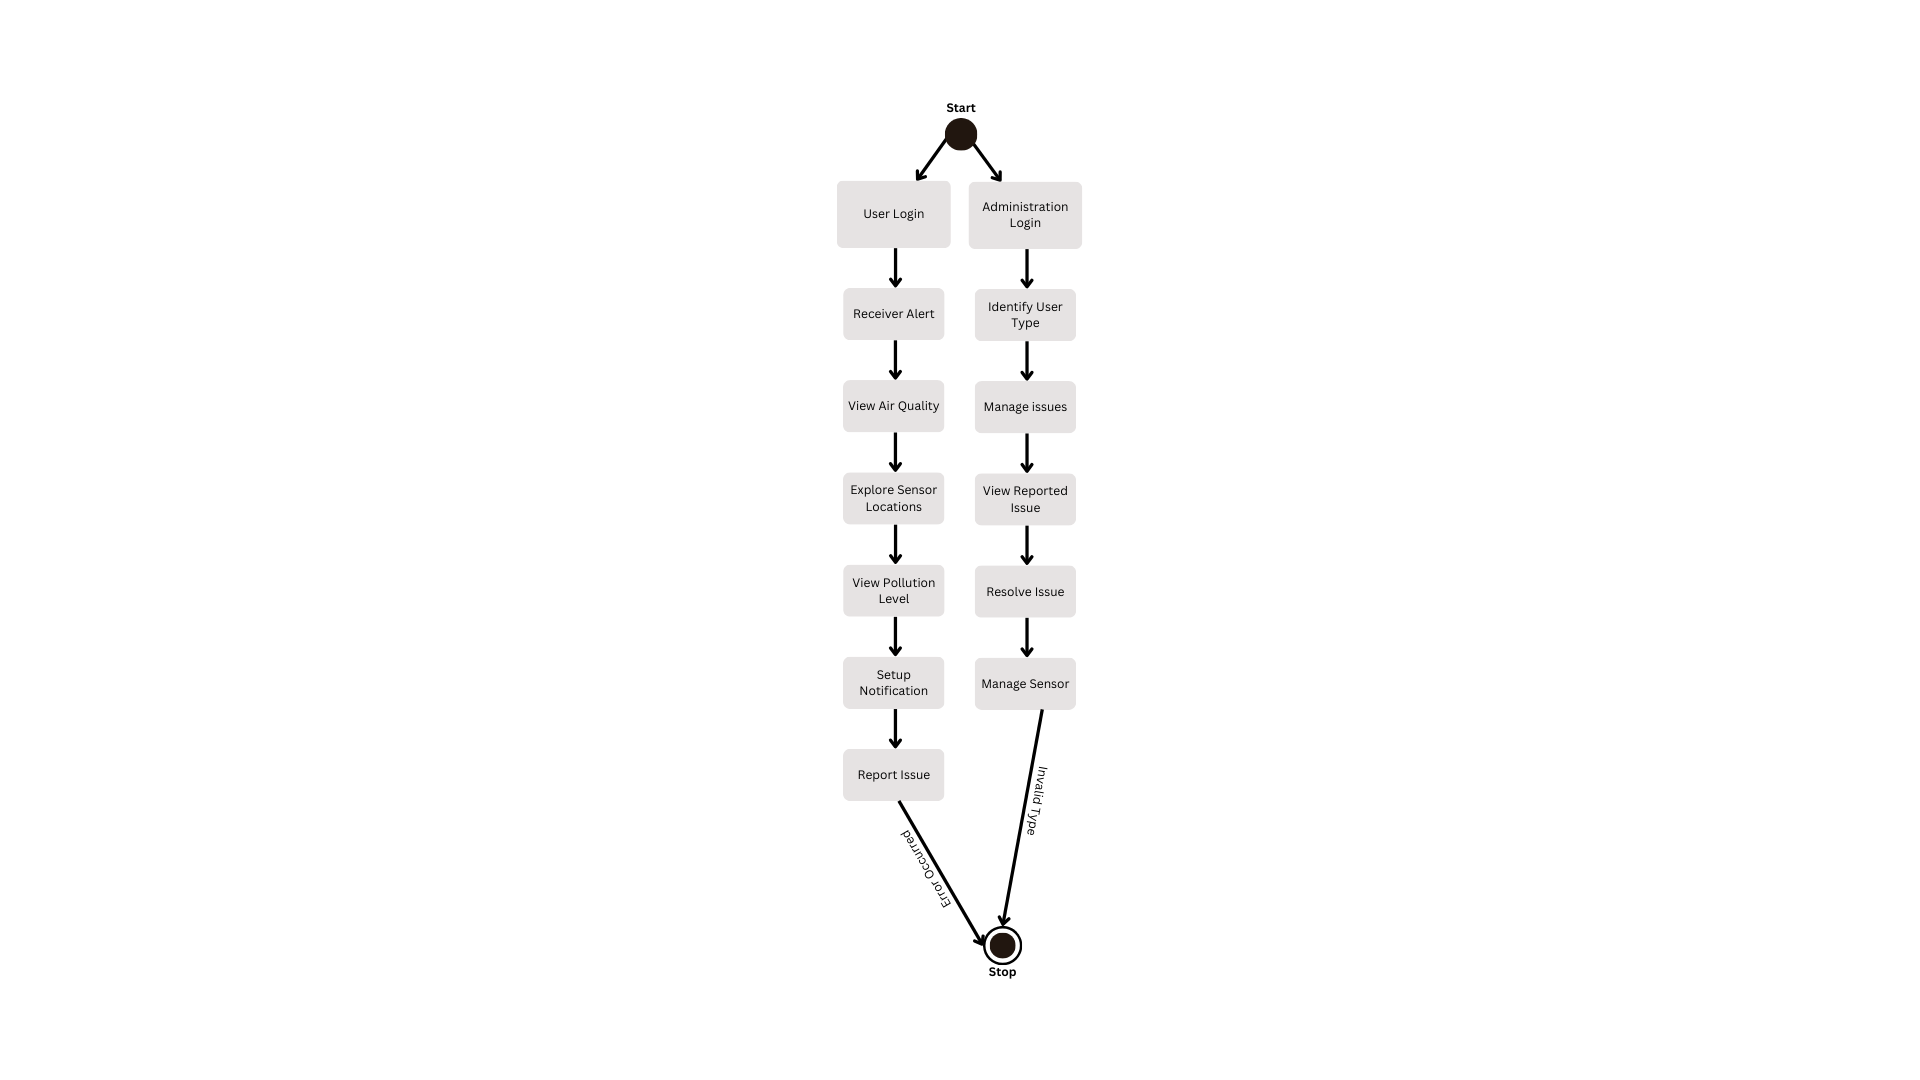 Start
User Login
Administration
Login
Receiver Alert
Identify User
Type
View Air Quality
Manage issues
Explore Sensor
Locations
View Reported
Issue
View Pollution
Level
Resolve Issue
Setup
Notification
Manage Sensor
Report Issue
Invalid Type
Error Occurred
Stop